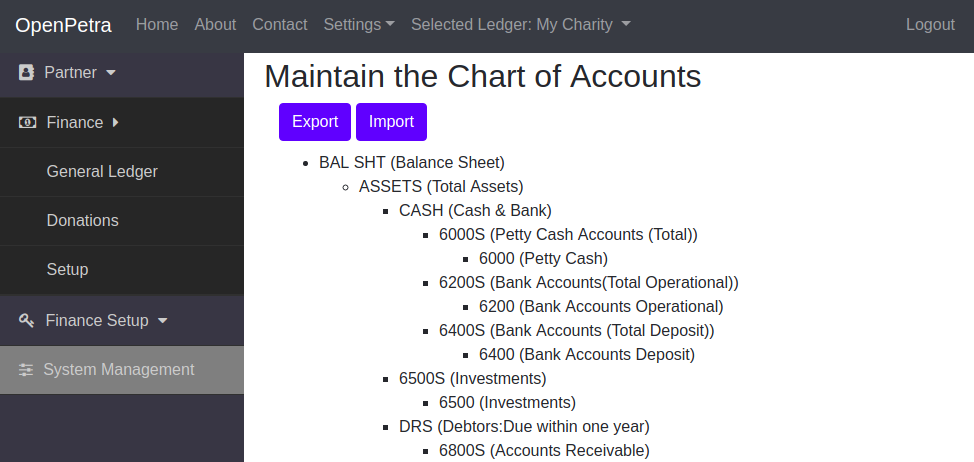 OpenPetra Home About Contact Settings Selected Ledger: My Charity Logout
Partner
Finance
General Ledger
Donations
Setup
Finance Setup
System Management
Maintain the Chart of Accounts
Export Import
BAL SHT (Balance Sheet)
ASSETS (Total Assets)
CASH (Cash & Bank)
6000S (Petty Cash Accounts (Total))
6000 (Petty Cash)
6200S (Bank Accounts(Total Operational))
6200 (Bank Accounts Operational)
6400S (Bank Accounts (Total Deposit))
6400 (Bank Accounts Deposit)
6500S (Investments)
6500 (Investments)
DRS (Debtors:Due within one year)
6800S (Accounts Receivable)